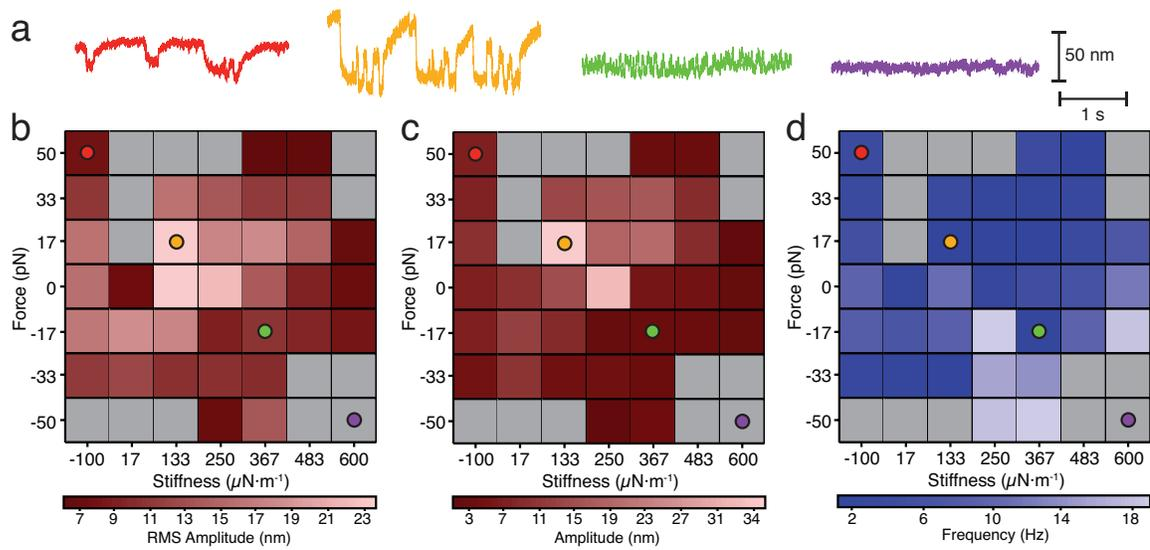 a
50 nm
1 s
b
c
d
Force (pN)
50
33
17
0
-17
-33
-50
-100 17 133 250 367 483 600
Stiffness (µN·m⁻¹)
7 9 11 13 15 17 19 21 23
RMS Amplitude (nm)
Force (pN)
50
33
17
0
-17
-33
-50
-100 17 133 250 367 483 600
Stiffness (µN·m⁻¹)
3 7 11 15 19 23 27 31 34
Amplitude (nm)
Force (pN)
50
33
17
0
-17
-33
-50
-100 17 133 250 367 483 600
Stiffness (µN·m⁻¹)
2 6 10 14 18
Frequency (Hz)